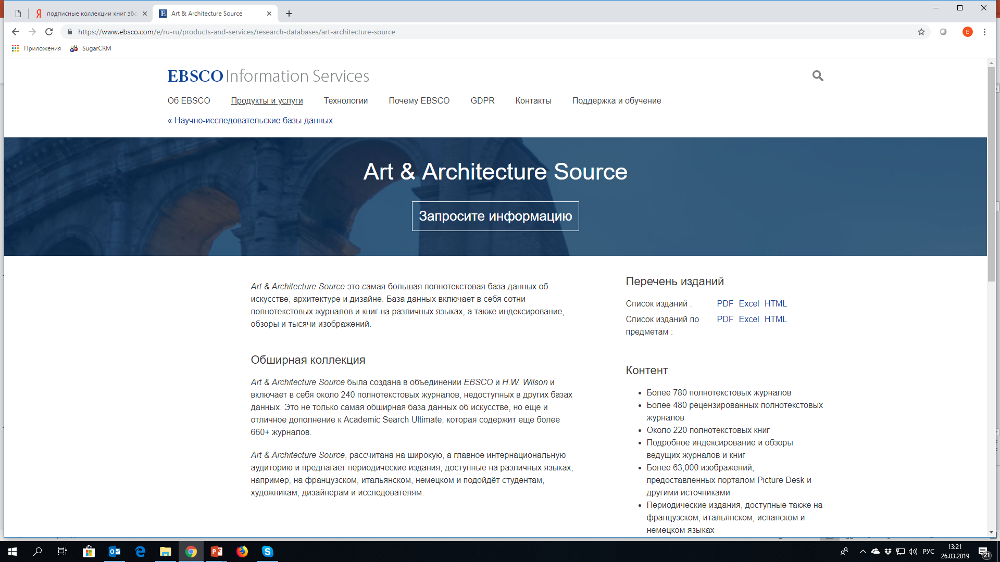 подписные коллекции книг эбс
Art & Architecture Source
https://www.ebsco.com/e/ru-ru/products-and-services/research-databases/art-architecture-source
E
Приложения
SugarCRM
EBSCO Information Services
Об EBSCO
Продукты и услуги
Технологии
Почему EBSCO
GDPR
Контакты
Поддержка и обучение
« Научно-исследовательские базы данных
Art & Architecture Source
Запросите информацию
Art & Architecture Source это самая большая полнотекстовая база данных об
искусстве, архитектуре и дизайне. База данных включает в себя сотни
полнотекстовых журналов и книг на различных языках, а также индексирование,
обзоры и тысячи изображений.
Обширная коллекция
Art & Architecture Source была создана в объединении EBSCO и H.W. Wilson и
включает в себя около 240 полнотекстовых журналов, недоступных в других базах
данных. Это не только самая обширная база данных об искусстве, но еще и
отличное дополнение к Academic Search Ultimate, которая содержит еще более
660+ журналов.
Art & Architecture Source, рассчитана на широкую, а главное интернациональную
аудиторию и предлагает периодические издания, доступные на различных языках,
например, на французском, итальянском, немецком и подойдёт студентам,
художникам, дизайнерам и исследователям.
Перечень изданий
Список изданий : PDF Excel HTML
Список изданий по PDF Excel HTML
предметам :
Контент
Более 780 полнотекстовых журналов
Более 480 рецензированных полнотекстовых
журналов
Около 220 полнотекстовых книг
Подробное индексирование и обзоры
ведущих журналов и книг
Более 63,000 изображений,
предоставленных порталом Picture Desk и
другими источниками
Периодические издания, доступные также на
французском, итальянском, испанском и
немецком языках
РУС
13:21
26.03.2019
21